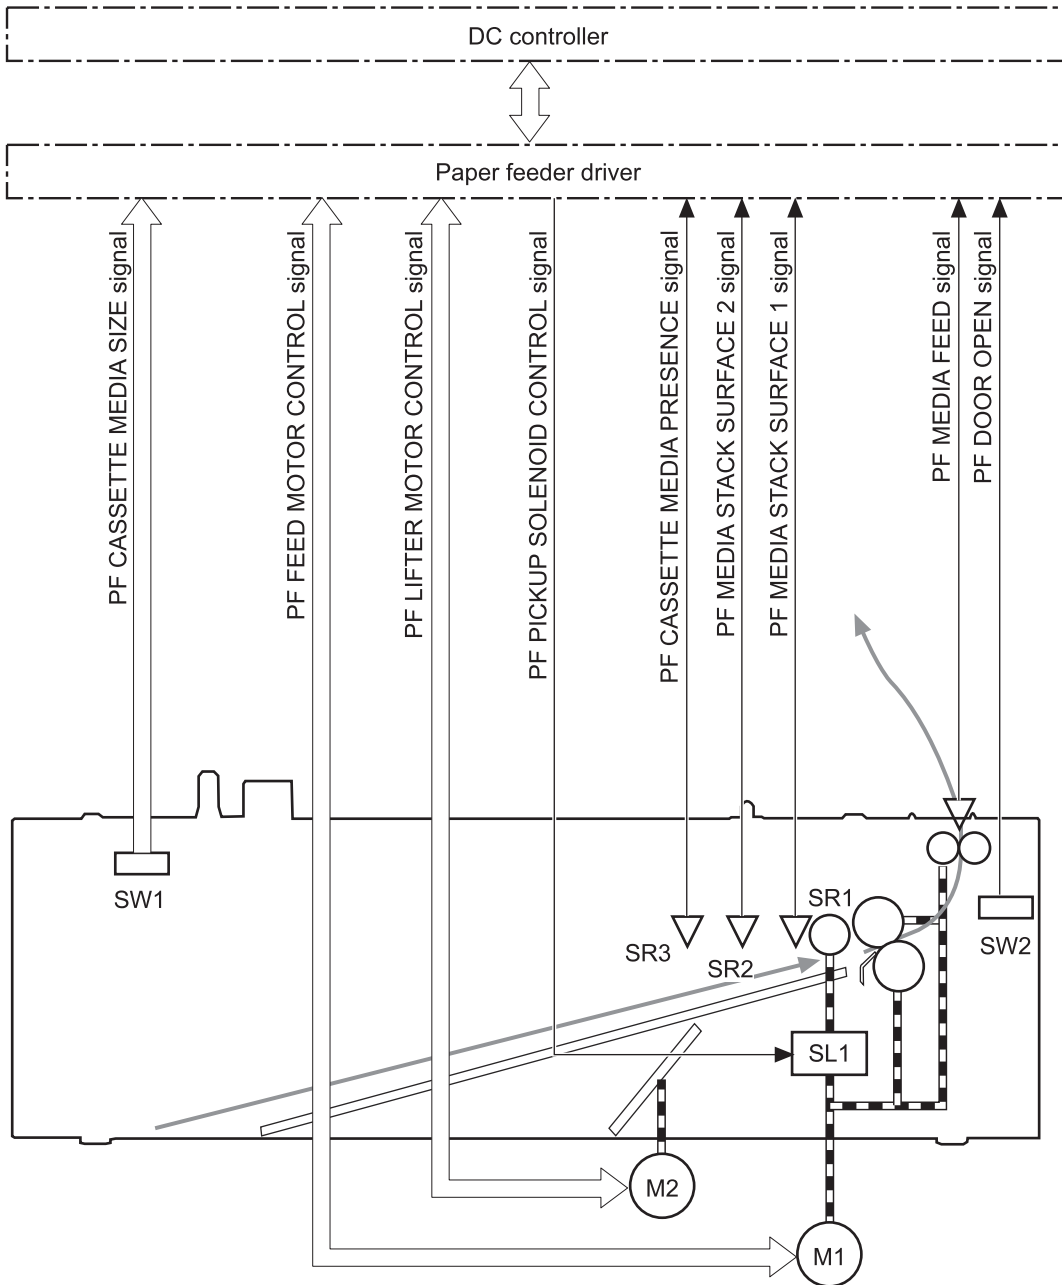 DC controller
Paper feeder driver
PF CASSETTE MEDIA SIZE signal
PF FEED MOTOR CONTROL signal
PF LIFTER MOTOR CONTROL signal
PF PICKUP SOLENOID CONTROL signal
PF CASSETTE MEDIA PRESENCE signal
PF MEDIA STACK SURFACE 2 signal
PF MEDIA STACK SURFACE 1 signal
PF MEDIA FEED signal
PF DOOR OPEN signal
SW1
SR1
SR3
SR2
SW2
SL1
M2
M1